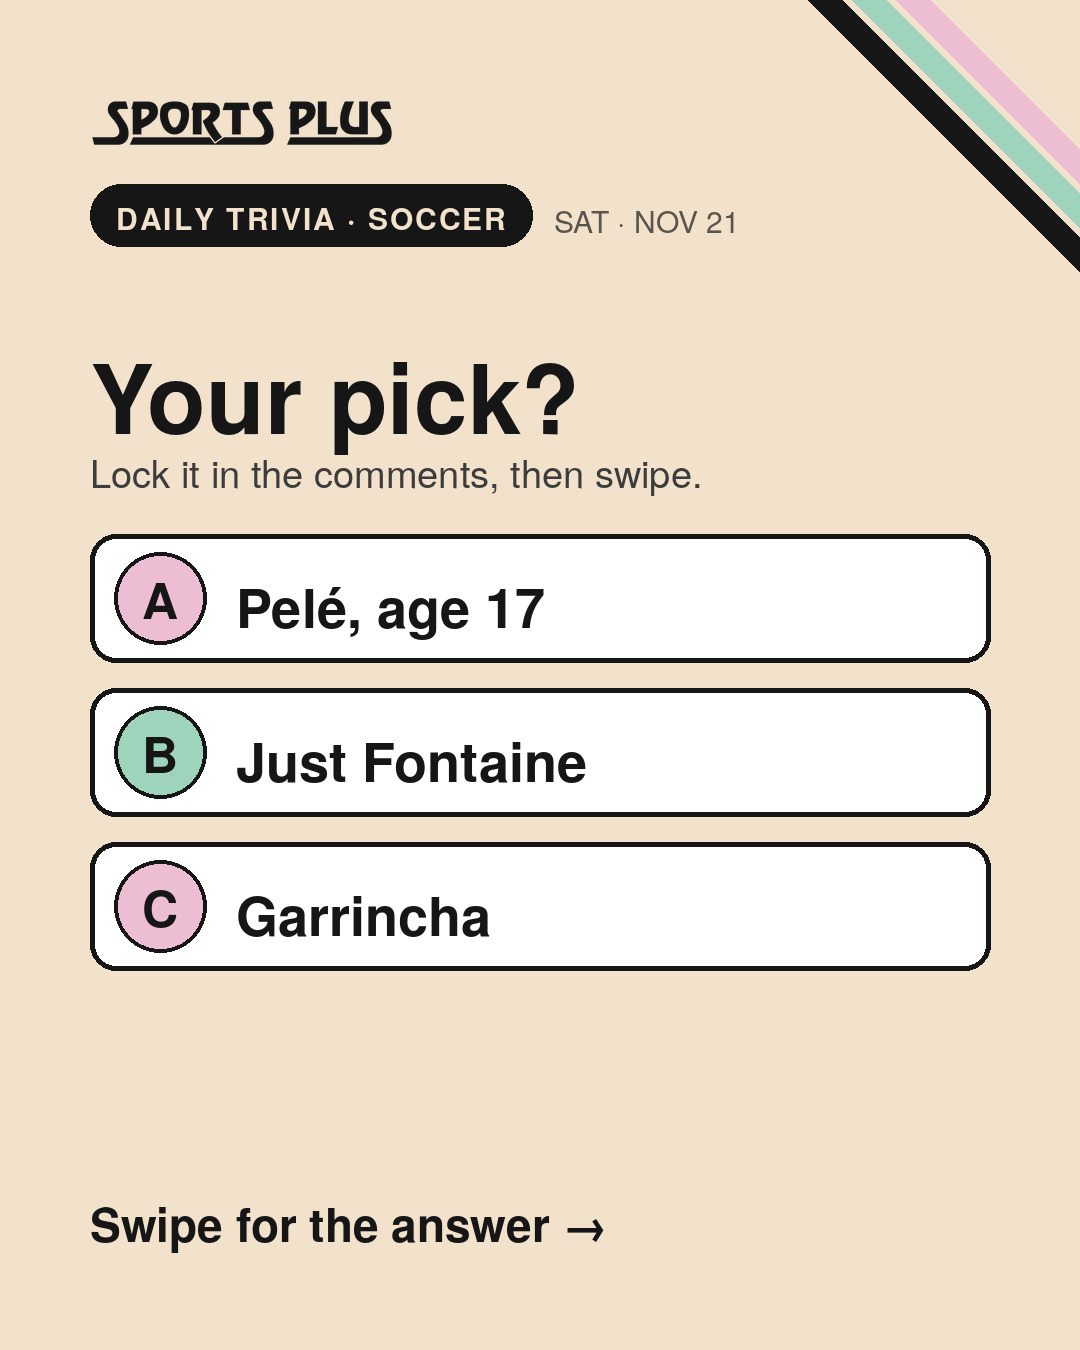 SPORTS PLUS
DAILY TRIVIA · SOCCER SAT · NOV 21
Your pick?
Lock it in the comments, then swipe.
A Pelé, age 17
B Just Fontaine
C Garrincha
Swipe for the answer →